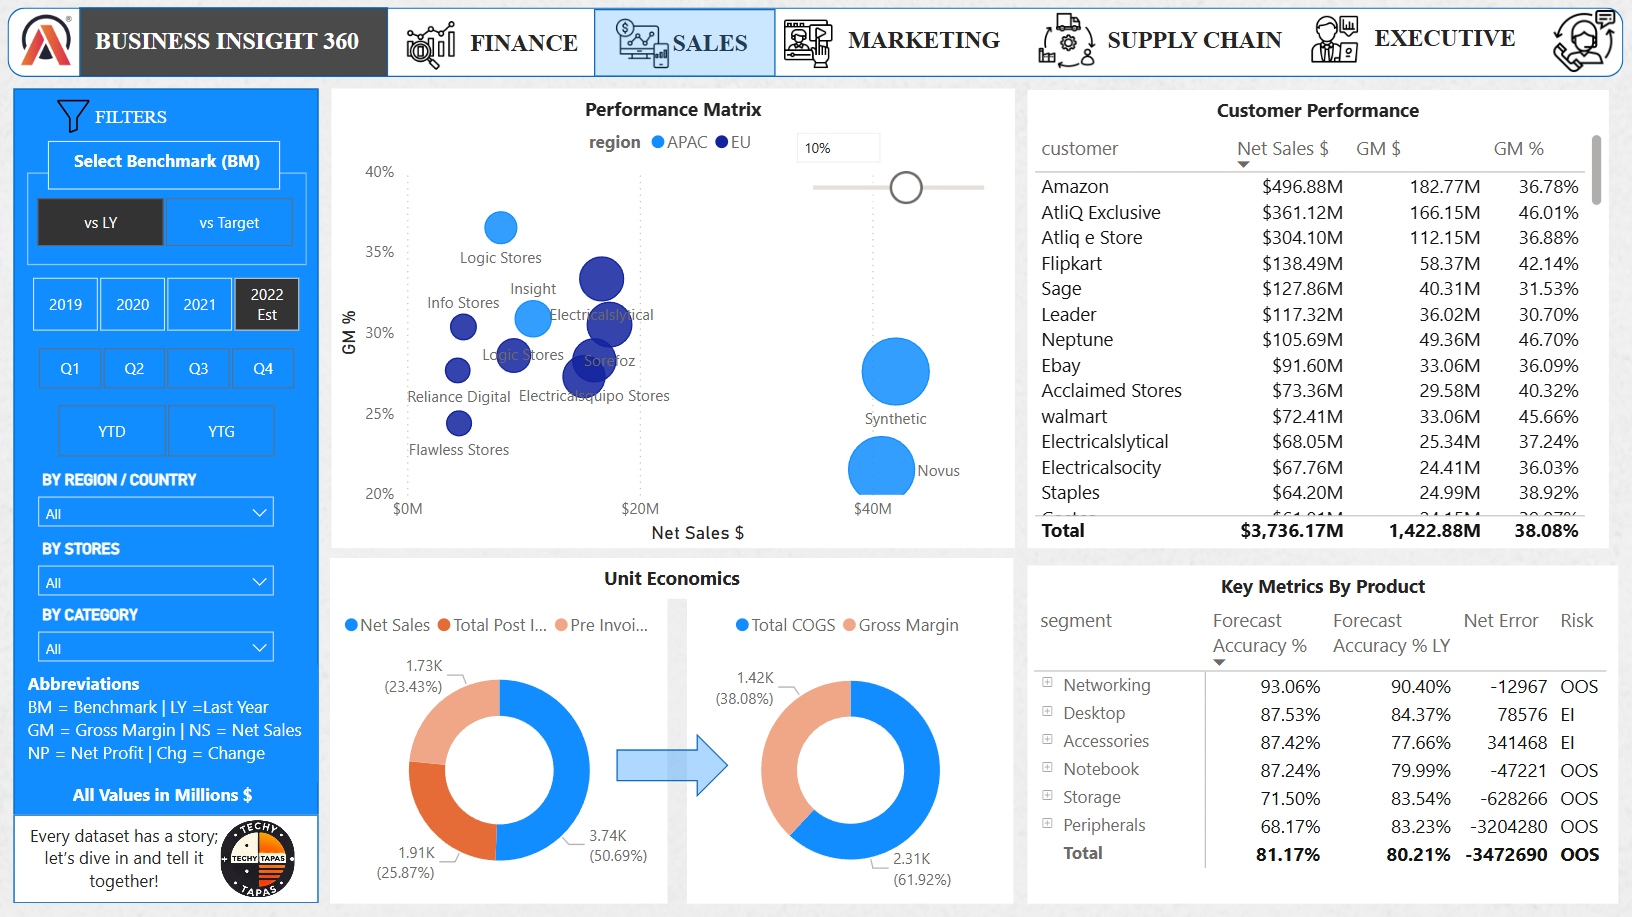 BUSINESS INSIGHT 360
FINANCE
SALES
MARKETING
SUPPLY CHAIN
EXECUTIVE
FILTERS
Select Benchmark (BM)
vs LY
vs Target
2019
2020
2021
2022
Est
Q1
Q2
Q3
Q4
YTD
YTG
BY REGION / COUNTRY
All
BY STORES
All
BY CATEGORY
All
Abbreviations
BM = Benchmark | LY =Last Year
GM = Gross Margin | NS = Net Sales
NP = Net Profit | Chg = Change
All Values in Millions $
Every dataset has a story;
let's dive in and tell it
together!
TECHY
TECHY TAPAS
TAPAS
Performance Matrix
region APAC EU
10%
40%
35%
30%
25%
20%
GM %
Logic Stores
Insight
Info Stores
Electricalslytical
Logic Stores
Sorefoz
Reliance Digital
Electricalsquipo Stores
Flawless Stores
Synthetic
Novus
$0M
$20M
$40M
Net Sales $
Customer Performance
customer Net Sales $ GM $ GM %
Amazon $496.88M 182.77M 36.78%
AtliQ Exclusive $361.12M 166.15M 46.01%
Atliq e Store $304.10M 112.15M 36.88%
Flipkart $138.49M 58.37M 42.14%
Sage $127.86M 40.31M 31.53%
Leader $117.32M 36.02M 30.70%
Neptune $105.69M 49.36M 46.70%
Ebay $91.60M 33.06M 36.09%
Acclaimed Stores $73.36M 29.58M 40.32%
walmart $72.41M 33.06M 45.66%
Electricalslytical $68.05M 25.34M 37.24%
Electricalsocity $67.76M 24.41M 36.03%
Staples $64.20M 24.99M 38.92%
Total $3,736.17M 1,422.88M 38.08%
Unit Economics
Net Sales Total Post I... Pre Invoi...
1.73K
(23.43%)
1.91K
(25.87%)
3.74K
(50.69%)
Total COGS Gross Margin
1.42K
(38.08%)
2.31K
(61.92%)
Key Metrics By Product
segment Forecast Forecast Net Error Risk
Accuracy % Accuracy % LY
Networking 93.06% 90.40% -12967 OOS
Desktop 87.53% 84.37% 78576 EI
Accessories 87.42% 77.66% 341468 EI
Notebook 87.24% 79.99% -47221 OOS
Storage 71.50% 83.54% -628266 OOS
Peripherals 68.17% 83.23% -3204280 OOS
Total 81.17% 80.21% -3472690 OOS